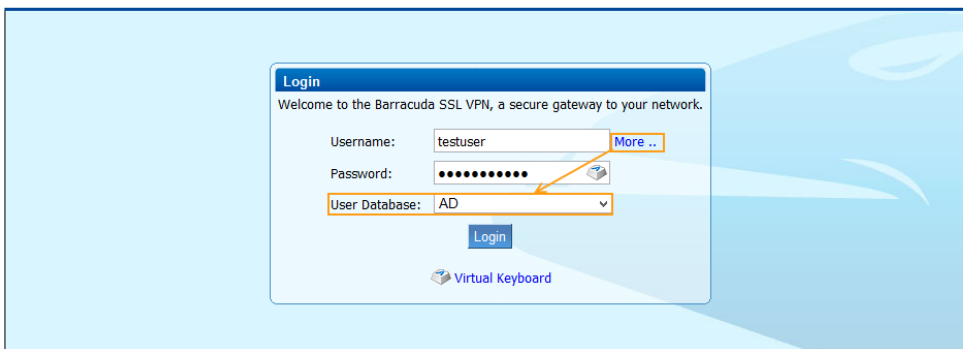 Login
Welcome to the Barracuda SSL VPN, a secure gateway to your network.
Username: testuser More ..
Password: •••••••••••
User Database: AD
Login
Virtual Keyboard